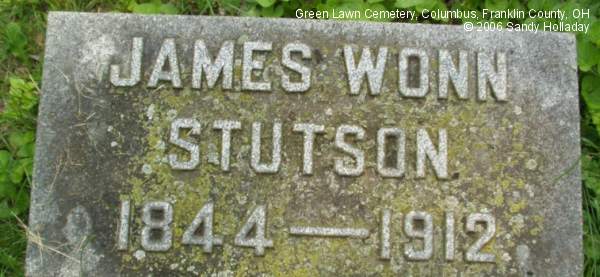 Green Lawn Cemetery, Columbus, Franklin County, OH
© 2006 Sandy Holladay
JAMES WONN
STUTSON
1844—1912